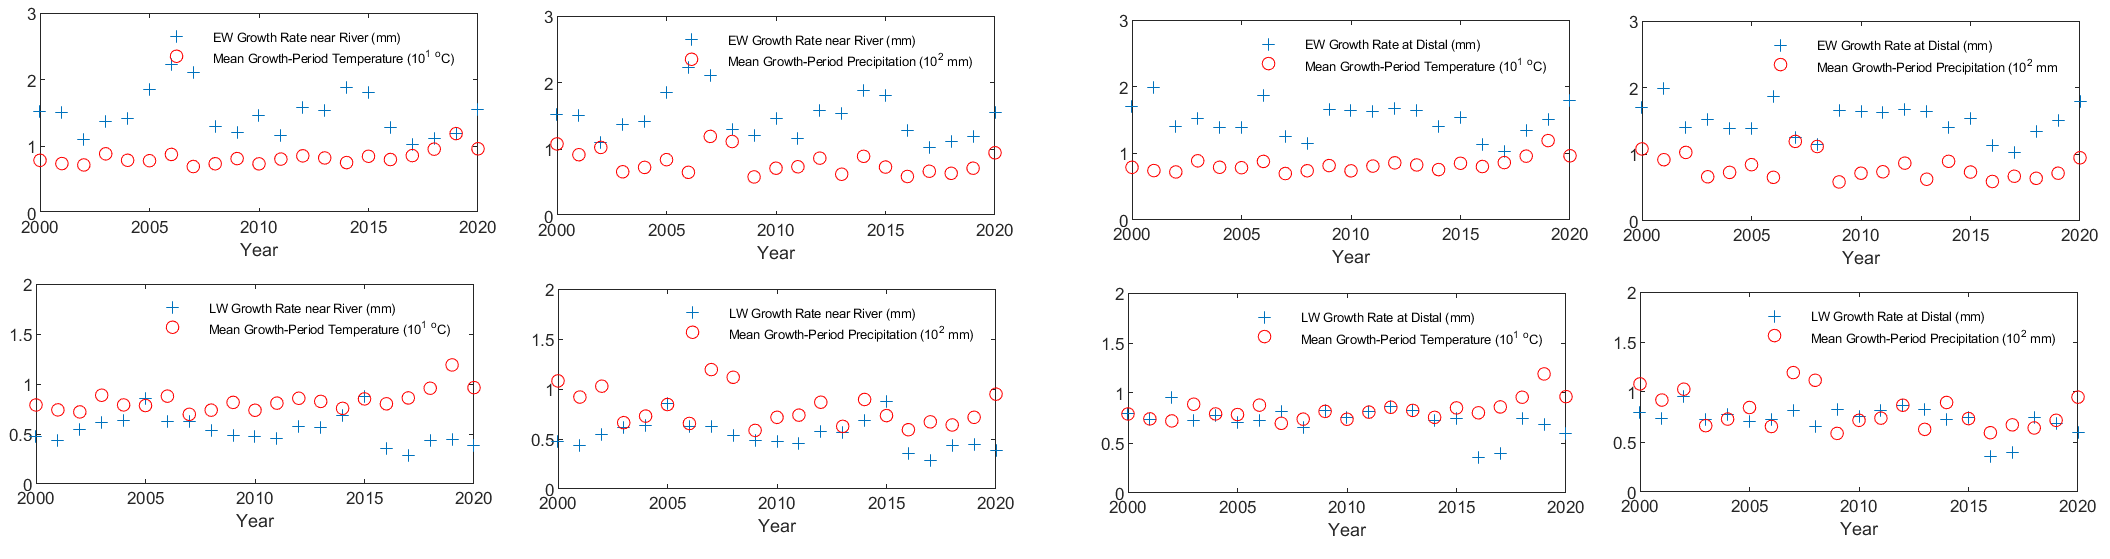 3
2
1
0
2000 2005 2010 2015 2020
Year
EW Growth Rate near River (mm)
Mean Growth-Period Temperature (10¹ °C)
3
2
1
0
2000 2005 2010 2015 2020
Year
EW Growth Rate near River (mm)
Mean Growth-Period Precipitation (10² mm)
3
2
1
0
2000 2005 2010 2015 2020
Year
EW Growth Rate at Distal (mm)
Mean Growth-Period Temperature (10¹ °C)
3
2
1
0
2000 2005 2010 2015 2020
Year
EW Growth Rate at Distal (mm)
Mean Growth-Period Precipitation (10² mm
2
1.5
1
0.5
0
2000 2005 2010 2015 2020
Year
LW Growth Rate near River (mm)
Mean Growth-Period Temperature (10¹ °C)
2
1.5
1
0.5
0
2000 2005 2010 2015 2020
Year
LW Growth Rate near River (mm)
Mean Growth-Period Precipitation (10² mm)
2
1.5
1
0.5
0
2000 2005 2010 2015 2020
Year
LW Growth Rate at Distal (mm)
Mean Growth-Period Temperature (10¹ °C)
2
1.5
1
0.5
0
2000 2005 2010 2015 2020
Year
LW Growth Rate at Distal (mm)
Mean Growth-Period Precipitation (10² mm)